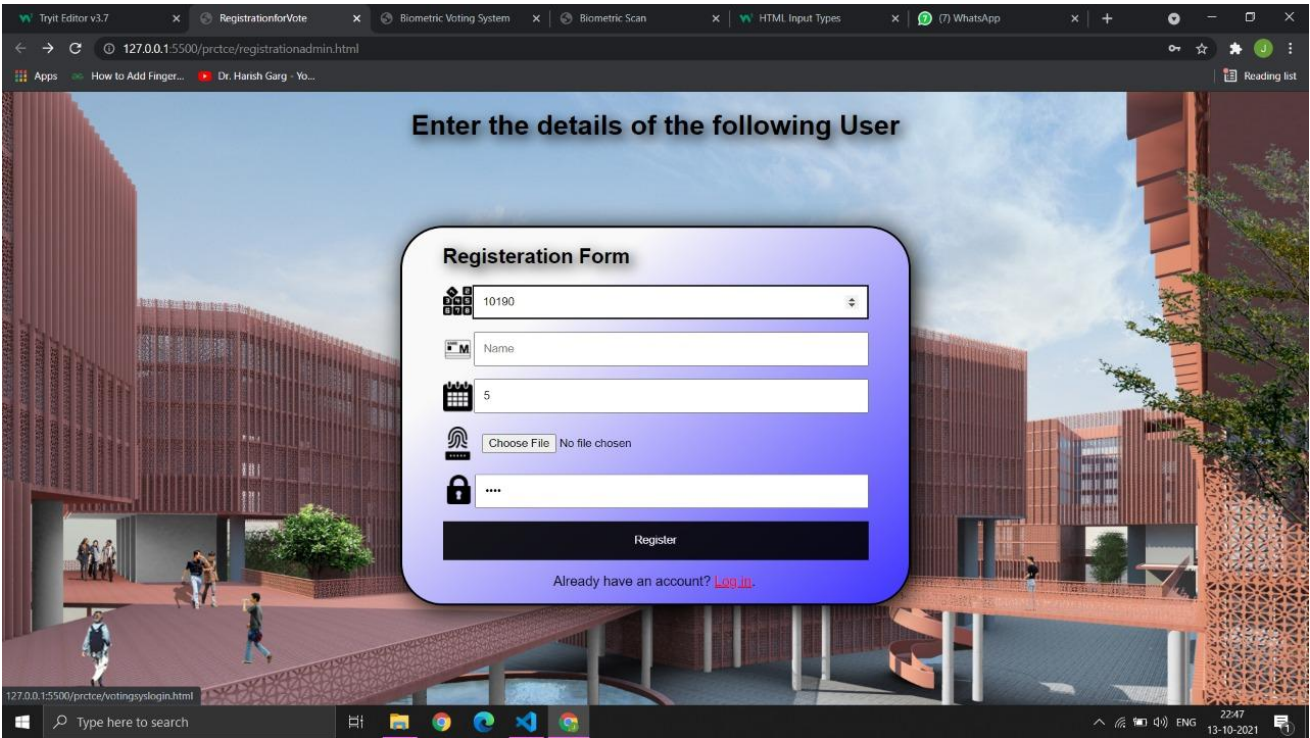 Tryit Editor v3.7
RegistrationforVote
Biometric Voting System
Biometric Scan
HTML Input Types
(7) WhatsApp
127.0.0.1:5500/prctce/registrationadmin.html
J
Apps
How to Add Finger...
Dr. Harish Garg - Yo...
Reading list
Enter the details of the following User
Registeration Form
10190
Name
5
Choose File No file chosen
••••
Register
Already have an account? Log in.
127.0.0.1:5500/prctce/votingsyslogin.html
Type here to search
ENG
22:47
13-10-2021